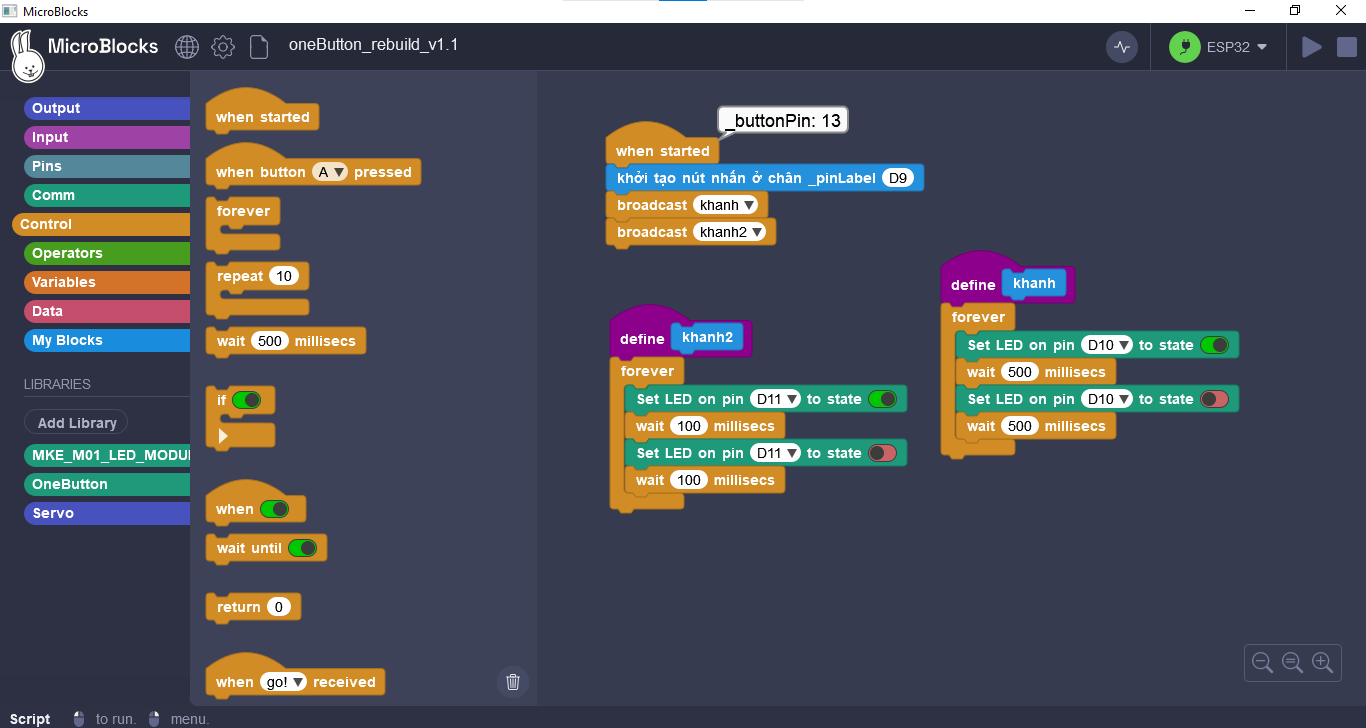 MicroBlocks
MicroBlocks
oneButton_rebuild_v1.1
ESP32
Output
Input
Pins
Comm
Control
Operators
Variables
Data
My Blocks
LIBRARIES
Add Library
MKE_M01_LED_MODU
OneButton
Servo
when started
when button A pressed
forever
repeat 10
wait 500 millisecs
if
when
wait until
return 0
when go! received
_buttonPin: 13
when started
khởi tạo nút nhấn ở chân _pinLabel D9
broadcast khanh
broadcast khanh2
define khanh2
forever
Set LED on pin D11 to state
wait 100 millisecs
Set LED on pin D11 to state
wait 100 millisecs
define khanh
forever
Set LED on pin D10 to state
wait 500 millisecs
Set LED on pin D10 to state
wait 500 millisecs
Script to run. menu.